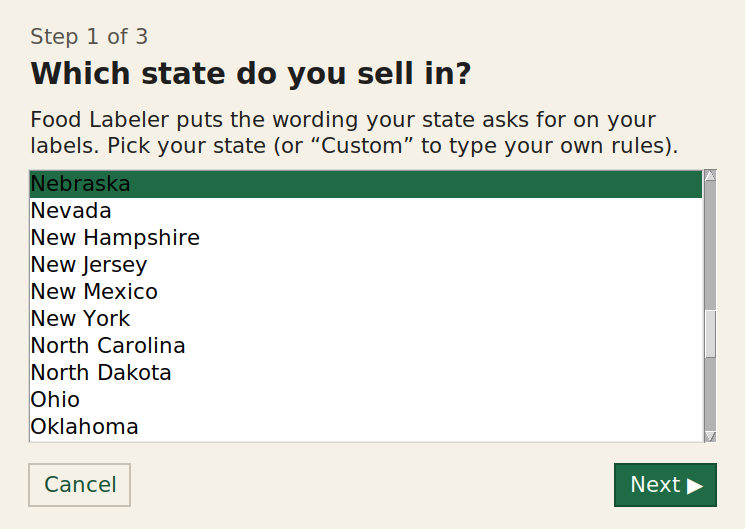 Step 1 of 3
Which state do you sell in?
Food Labeler puts the wording your state asks for on your
labels. Pick your state (or “Custom” to type your own rules).
Nebraska
Nevada
New Hampshire
New Jersey
New Mexico
New York
North Carolina
North Dakota
Ohio
Oklahoma
Cancel
Next ▶